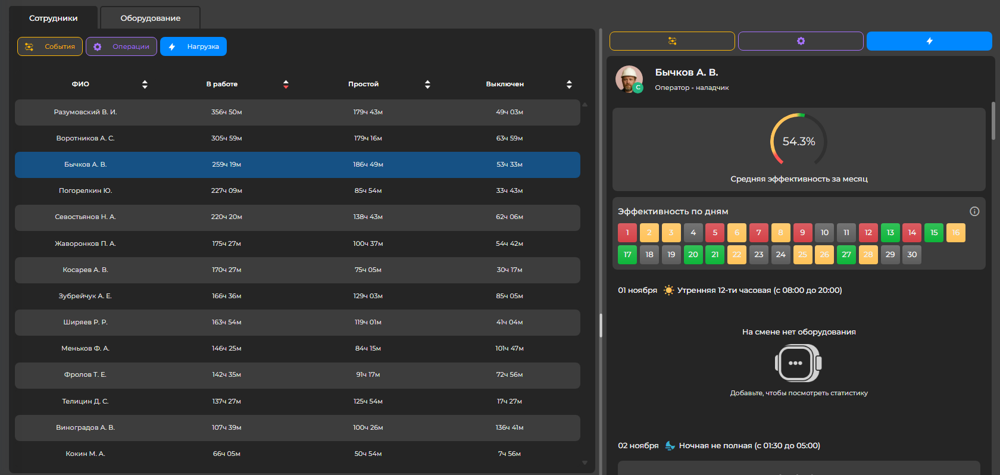 Сотрудники Оборудование
События Операции Нагрузка
ФИО В работе Простой Выключен
Разумовский В. И. 356ч 50м 179ч 43м 49ч 03м
Воротников А. С. 305ч 59м 179ч 16м 63ч 59м
Бычков А. В. 259ч 19м 186ч 49м 53ч 33м
Погорелкин Ю. 227ч 09м 85ч 54м 33ч 43м
Севостьянов Н. А. 220ч 20м 138ч 43м 62ч 06м
Жаворонков П. А. 175ч 27м 100ч 37м 54ч 42м
Косарев А. В. 170ч 27м 75ч 05м 30ч 17м
Зубрейчук А. Е. 166ч 36м 129ч 03м 85ч 05м
Ширяев Р. Р. 163ч 54м 119ч 01м 41ч 04м
Меньков Ф. А. 146ч 25м 84ч 15м 101ч 47м
Фролов Т. Е. 142ч 35м 91ч 17м 72ч 56м
Телицин Д. С. 137ч 27м 125ч 54м 17ч 27м
Виноградов А. В. 107ч 39м 100ч 26м 136ч 41м
Кокин М. А. 66ч 05м 50ч 54м 7ч 56м
Бычков А. В.
С
Оператор - наладчик
54.3%
Средняя эффективность за месяц
Эффективность по дням
1 2 3 4 5 6 7 8 9 10 11 12 13 14 15 16
17 18 19 20 21 22 23 24 25 26 27 28 29 30
01 ноября Утренняя 12-ти часовая (с 08:00 до 20:00)
На смене нет оборудования
Добавьте, чтобы посмотреть статистику
02 ноября Ночная не полная (с 01:30 до 05:00)